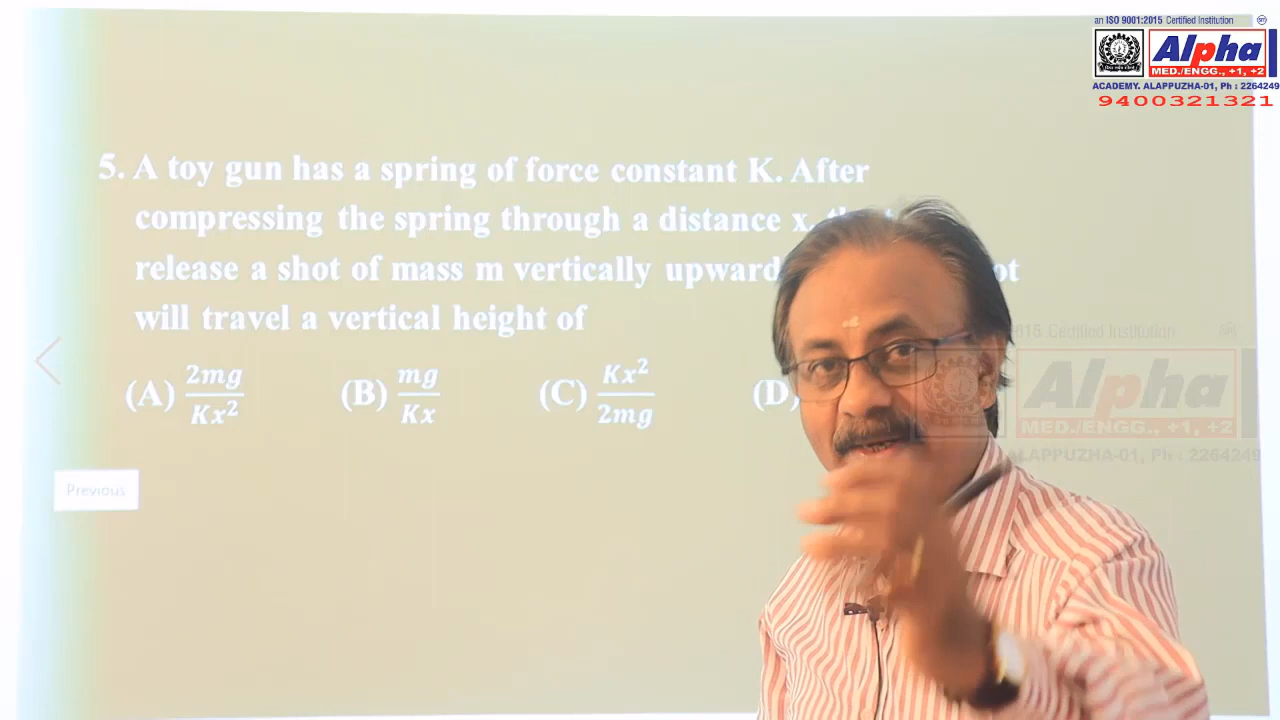 an ISO 9001:2015 Certified Institution
Alpha
MED./ENGG., +1, +2
ACADEMY. ALAPPUZHA-01, Ph : 2264249
9400321321
5. A toy gun has a spring of force constant K. After
compressing the spring through a distance x,
release a shot of mass m vertically upward
will travel a vertical height of
(A) 2mg/Kx² (B) mg/Kx (C) Kx²/2mg (D)
2015 Certified Institution
Alpha
MED./ENGG., +1, +2
ALAPPUZHA-01, Ph : 2264249
Previous